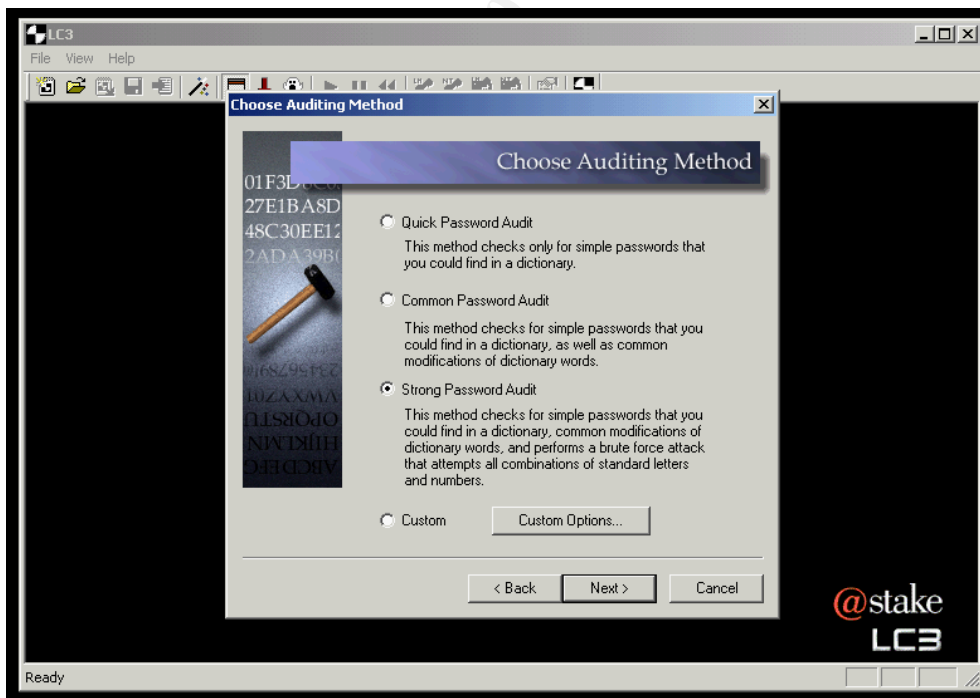 LC3
File View Help
Choose Auditing Method
Choose Auditing Method
27E1BA8D
48C30EE12
2ADA39B0
Quick Password Audit
This method checks only for simple passwords that
you could find in a dictionary.
Common Password Audit
This method checks for simple passwords that you
could find in a dictionary, as well as common
modifications of dictionary words.
Strong Password Audit
This method checks for simple passwords that you
could find in a dictionary, common modifications of
dictionary words, and performs a brute force attack
that attempts all combinations of standard letters
and numbers.
Custom
Custom Options...
< Back
Next >
Cancel
@stake
LC3
Ready